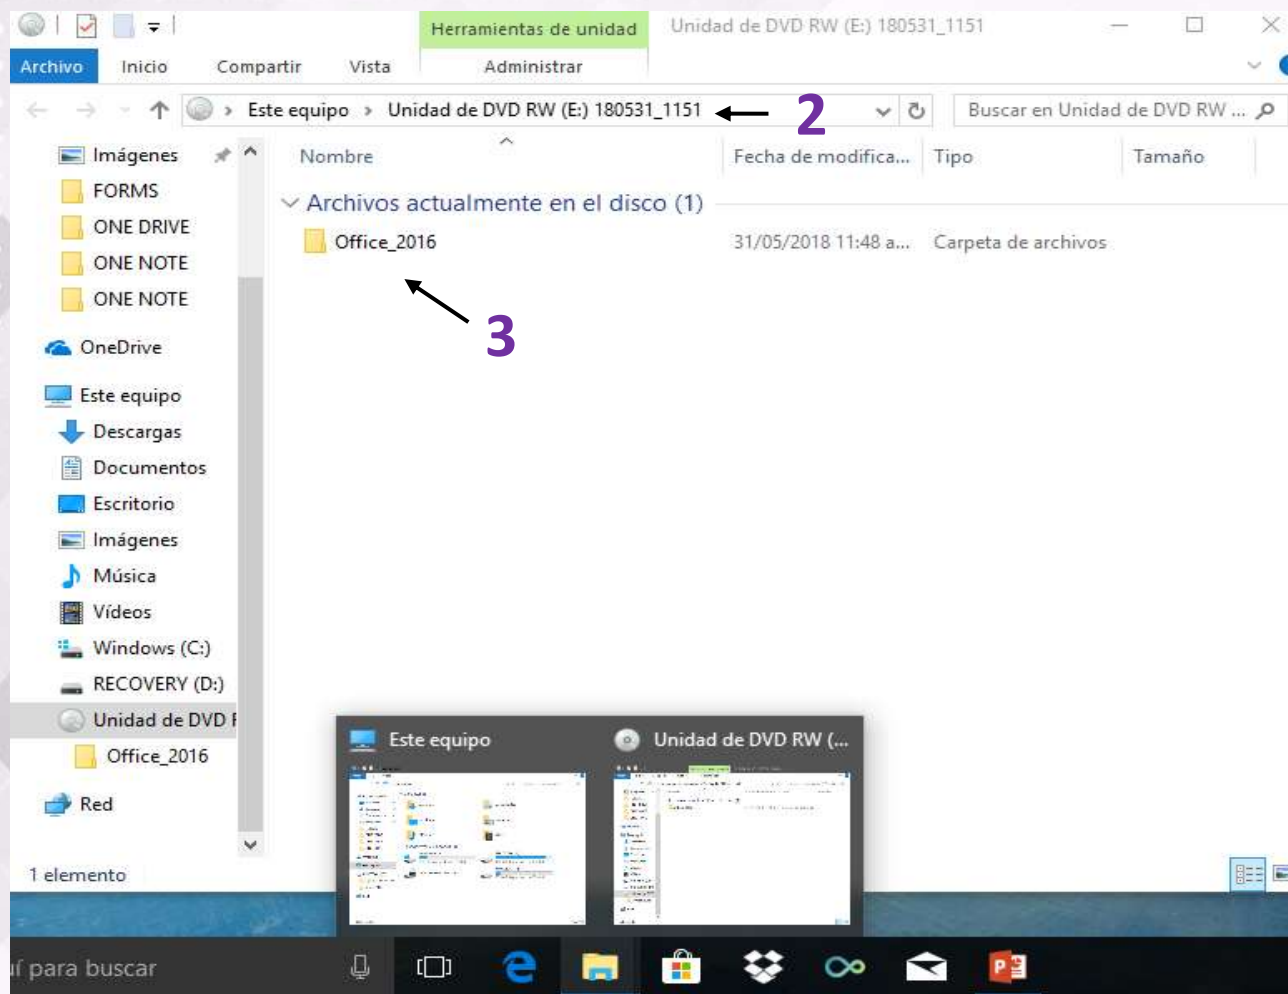 Herramientas de unidad
Unidad de DVD RW (E:) 180531_1151
Archivo
Inicio
Compartir
Vista
Administrar
Este equipo
Unidad de DVD RW (E:) 180531_1151
2
Buscar en Unidad de DVD RW ...
Imágenes
FORMS
ONE DRIVE
ONE NOTE
ONE NOTE
OneDrive
Este equipo
Descargas
Documentos
Escritorio
Imágenes
Música
Vídeos
Windows (C:)
RECOVERY (D:)
Unidad de DVD
Office_2016
Red
Nombre
Fecha de modifica...
Tipo
Tamaño
Archivos actualmente en el disco (1)
Office_2016
31/05/2018 11:48 a...
Carpeta de archivos
3
1 elemento
Este equipo
Unidad de DVD RW (...
para buscar